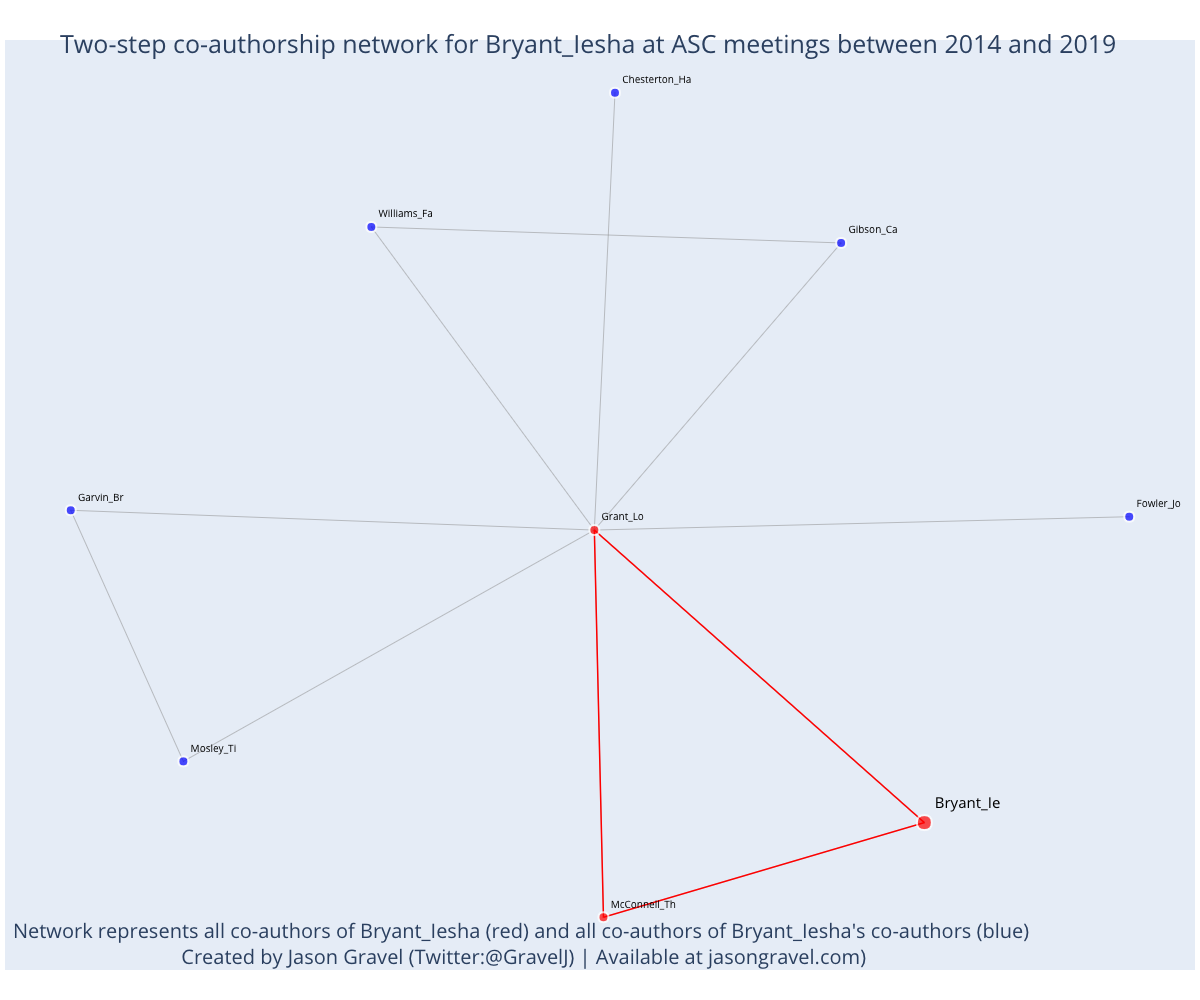 Two-step co-authorship network for Bryant_Iesha at ASC meetings between 2014 and 2019
Chesterton_Ha
Williams_Fa
Gibson_Ca
Garvin_Br
Fowler_Jo
Grant_Lo
Mosley_Ti
Bryant_Ie
McConnell_Th
Network represents all co-authors of Bryant_Iesha (red) and all co-authors of Bryant_Iesha's co-authors (blue)
Created by Jason Gravel (Twitter:@GravelJ) | Available at jasongravel.com)